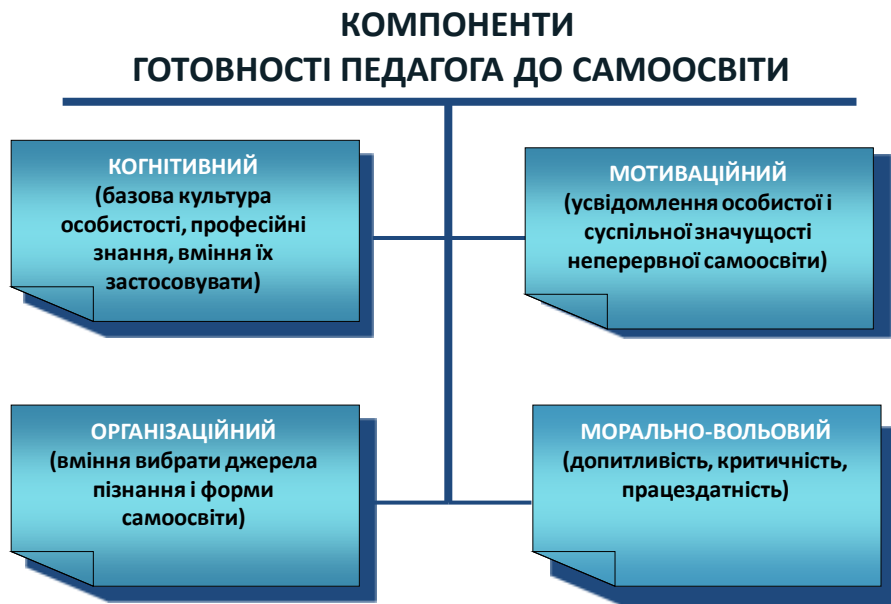 КОМПОНЕНТИ
ГОТОВНОСТІ ПЕДАГОГА ДО САМООСВІТИ
КОГНІТИВНИЙ
(базова культура
особистості, професійні
знання, вміння їх
застосовувати)
МОТИВАЦІЙНИЙ
(усвідомлення особистої і
суспільної значущості
неперервної самоосвіти)
ОРГАНІЗАЦІЙНИЙ
(вміння вибрати джерела
пізнання і форми
самоосвіти)
МОРАЛЬНО-ВОЛЬОВИЙ
(допитливість, критичність,
працездатність)